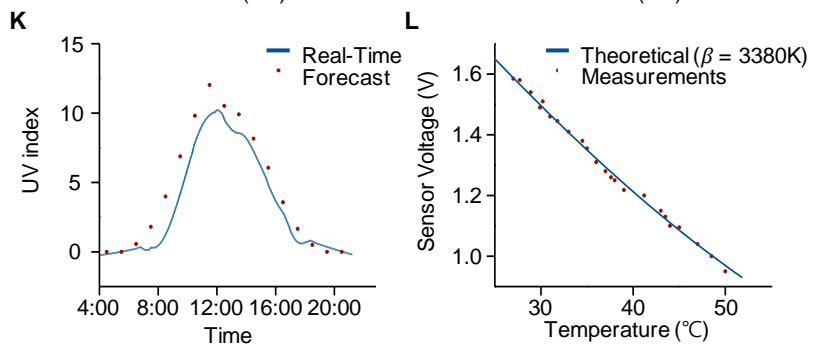 K
15
10
5
0
UV index
Real-Time
Forecast
4:00 8:00 12:00 16:00 20:00
Time
L
1.6
1.4
1.2
1.0
Sensor Voltage (V)
Theoretical (β = 3380K)
Measurements
30 40 50
Temperature (℃)